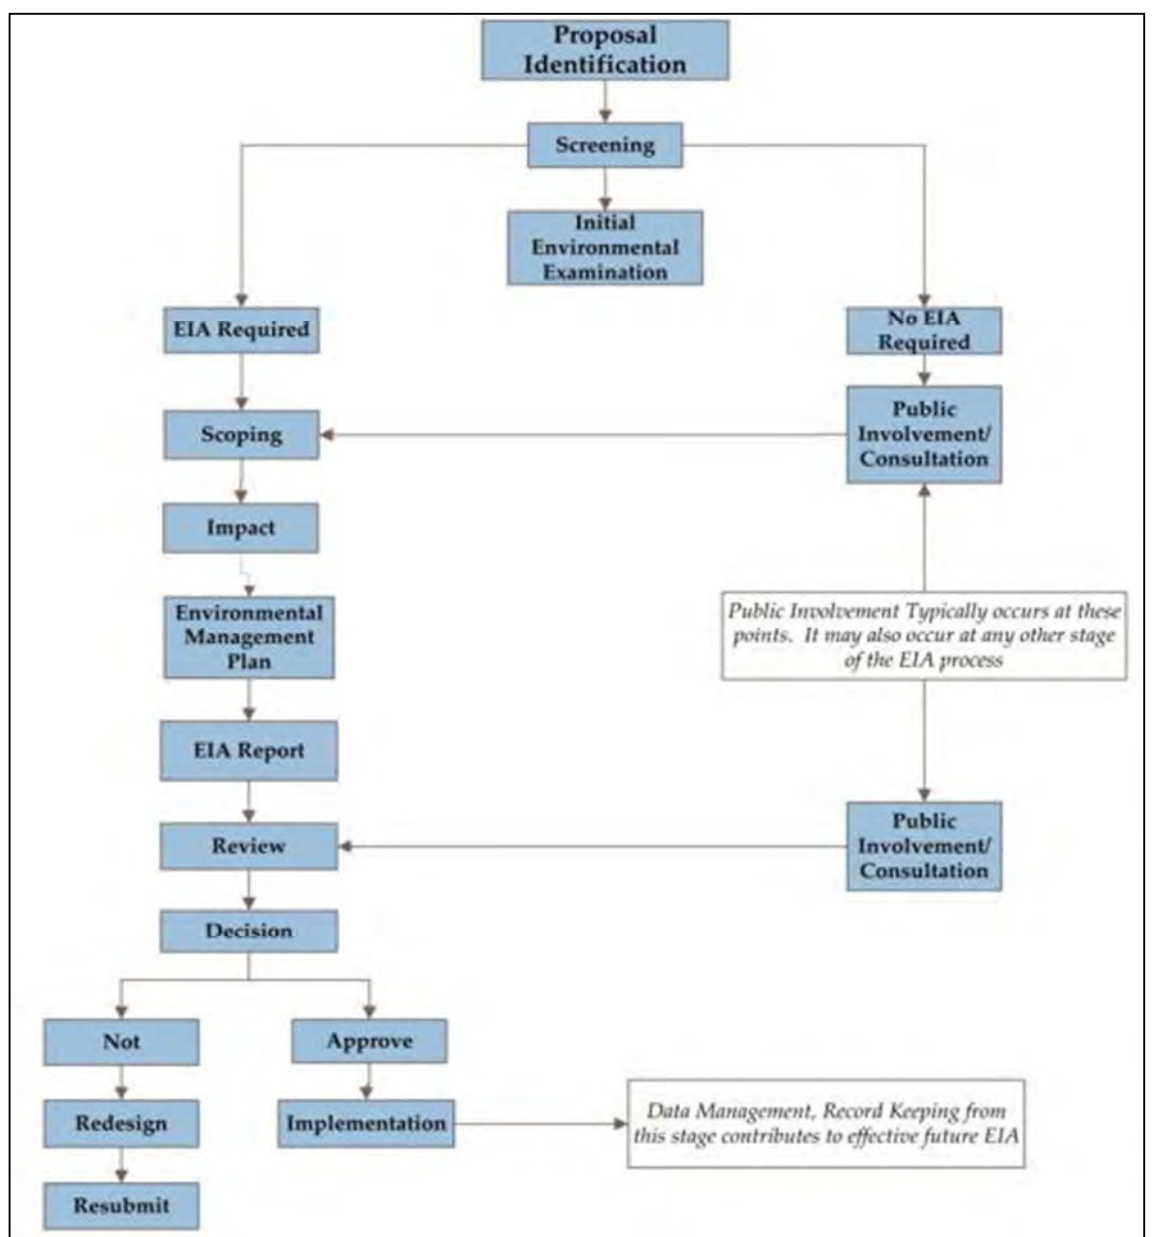 Proposal
Identification
Screening
Initial
Environmental
Examination
EIA Required
No EIA
Required
Scoping
Public
Involvement/
Consultation
Impact
Environmental
Management
Plan
Public Involvement Typically occurs at these
points. It may also occur at any other stage
of the EIA process
EIA Report
Review
Public
Involvement/
Consultation
Decision
Not
Approve
Redesign
Implementation
Data Management, Record Keeping from
this stage contributes to effective future EIA
Resubmit